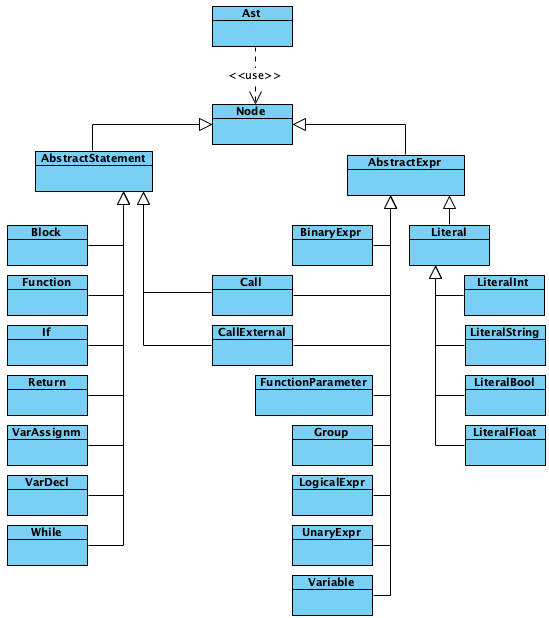 Ast
<<use>>
Node
AbstractStatement
AbstractExpr
Block
BinaryExpr
Literal
Function
Call
LiteralInt
If
CallExternal
LiteralString
Return
FunctionParameter
LiteralBool
VarAssignm
Group
LiteralFloat
VarDecl
LogicalExpr
While
UnaryExpr
Variable